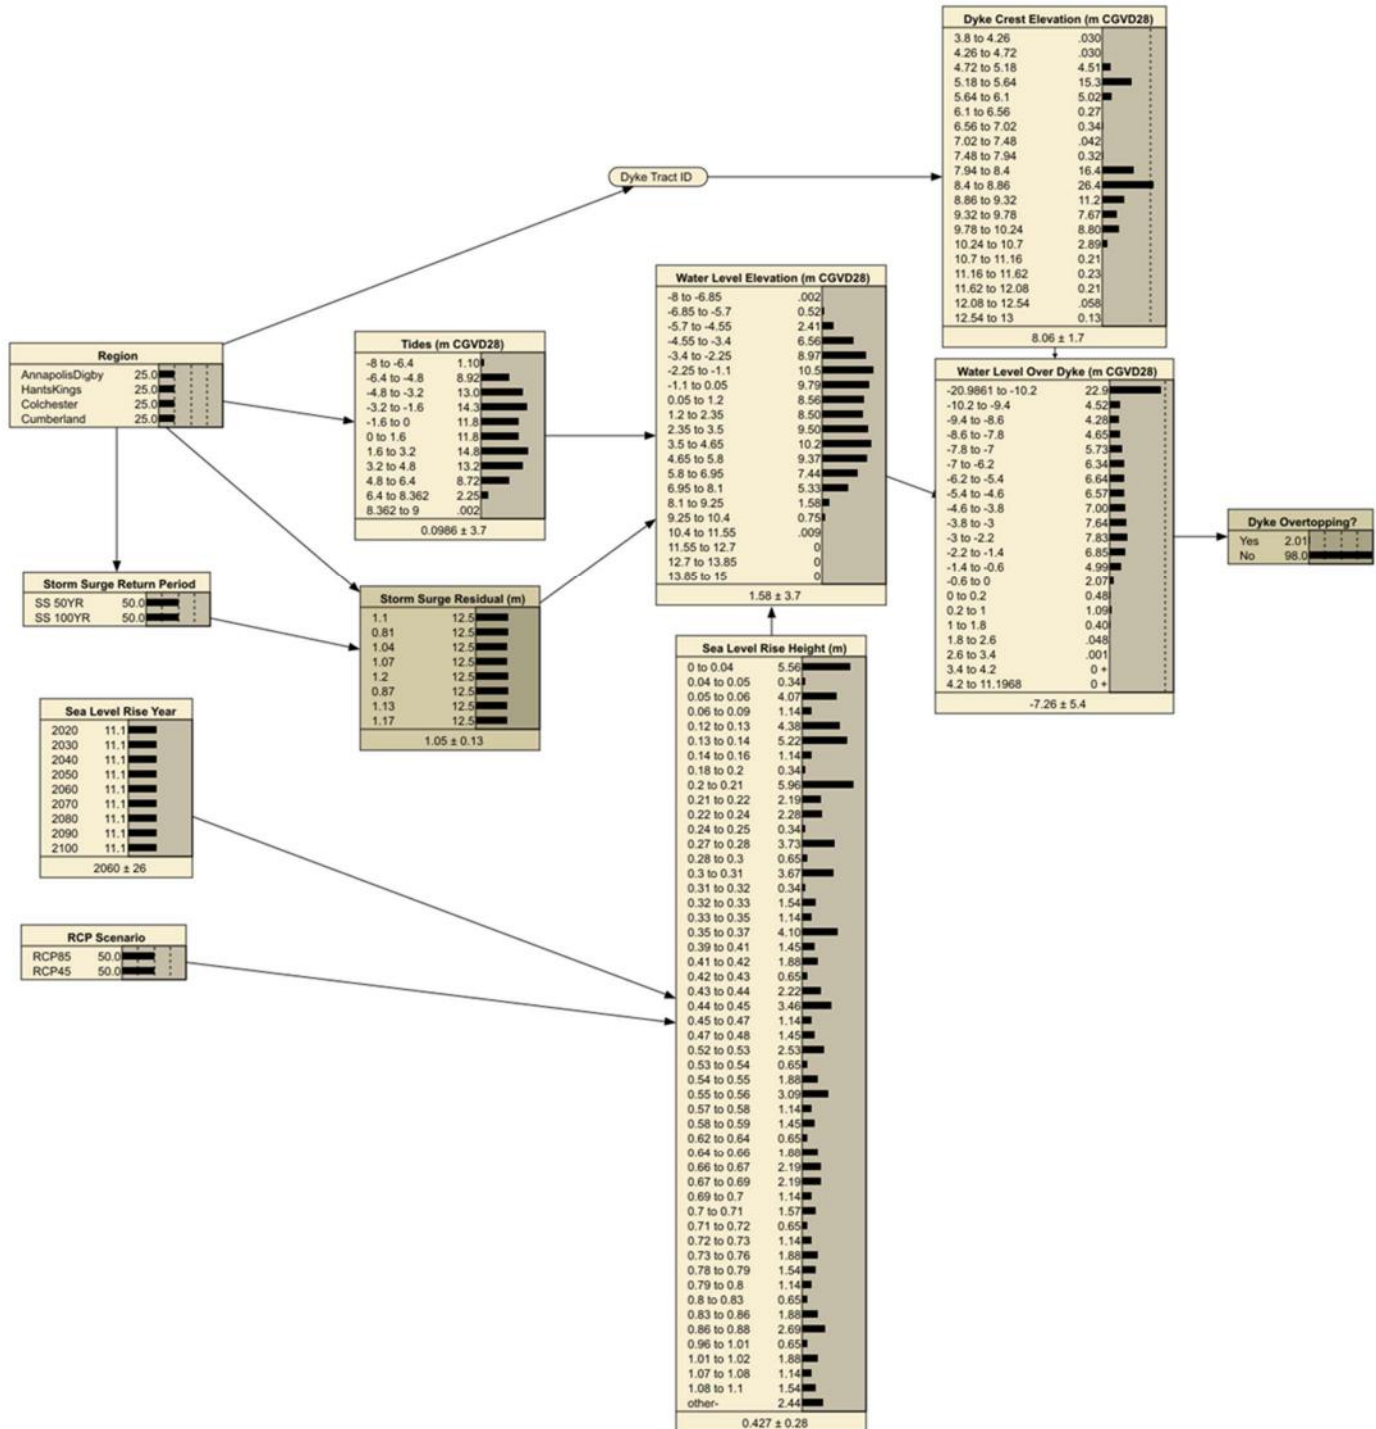 Dyke Crest Elevation (m CGVD28)
3.8 to 4.26 .030
4.26 to 4.72 .030
4.72 to 5.18 4.51
5.18 to 5.64 15.3
5.64 to 6.1 5.02
6.1 to 6.56 0.27
6.56 to 7.02 0.34
7.02 to 7.48 .042
7.48 to 7.94 0.32
7.94 to 8.4 16.4
8.4 to 8.86 26.4
8.86 to 9.32 11.2
9.32 to 9.78 7.67
9.78 to 10.24 8.80
10.24 to 10.7 2.89
10.7 to 11.16 0.21
11.16 to 11.62 0.23
11.62 to 12.08 0.21
12.08 to 12.54 .058
12.54 to 13 0.13
8.06 ± 1.7
Dyke Tract ID
Water Level Elevation (m CGVD28)
-8 to -6.85 .002
-6.85 to -5.7 0.52
-5.7 to -4.55 2.41
-4.55 to -3.4 6.56
-3.4 to -2.25 8.97
-2.25 to -1.1 10.5
-1.1 to 0.05 9.79
0.05 to 1.2 8.56
1.2 to 2.35 8.50
2.35 to 3.5 9.50
3.5 to 4.65 10.2
4.65 to 5.8 9.37
5.8 to 6.95 7.44
6.95 to 8.1 5.33
8.1 to 9.25 1.58
9.25 to 10.4 0.75
10.4 to 11.55 .009
11.55 to 12.7 0
12.7 to 13.85 0
13.85 to 15 0
1.58 ± 3.7
Region
AnnapolisDigby 25.0
HantsKings 25.0
Colchester 25.0
Cumberland 25.0
Tides (m CGVD28)
-8 to -6.4 1.10
-6.4 to -4.8 8.92
-4.8 to -3.2 13.0
-3.2 to -1.6 14.3
-1.6 to 0 11.8
0 to 1.6 11.8
1.6 to 3.2 14.8
3.2 to 4.8 13.2
4.8 to 6.4 8.72
6.4 to 8.362 2.25
8.362 to 9 .002
0.0986 ± 3.7
Water Level Over Dyke (m CGVD28)
-20.9861 to -10.2 22.9
-10.2 to -9.4 4.52
-9.4 to -8.6 4.28
-8.6 to -7.8 4.65
-7.8 to -7 5.73
-7 to -6.2 6.34
-6.2 to -5.4 6.64
-5.4 to -4.6 6.57
-4.6 to -3.8 7.00
-3.8 to -3 7.64
-3 to -2.2 7.83
-2.2 to -1.4 6.85
-1.4 to -0.6 4.99
-0.6 to 0 2.07
0 to 0.2 0.48
0.2 to 1 1.09
1 to 1.8 0.40
1.8 to 2.6 .048
2.6 to 3.4 .001
3.4 to 4.2 0 +
4.2 to 11.1968 0 +
-7.26 ± 5.4
Dyke Overtopping?
Yes 2.01
No 98.0
Storm Surge Return Period
SS 50YR 50.0
SS 100YR 50.0
Storm Surge Residual (m)
1.1 12.5
0.81 12.5
1.04 12.5
1.07 12.5
1.2 12.5
0.87 12.5
1.13 12.5
1.17 12.5
1.05 ± 0.13
Sea Level Rise Year
2020 11.1
2030 11.1
2040 11.1
2050 11.1
2060 11.1
2070 11.1
2080 11.1
2090 11.1
2100 11.1
2060 ± 26
RCP Scenario
RCP85 50.0
RCP45 50.0
Sea Level Rise Height (m)
0 to 0.04 5.56
0.04 to 0.05 0.34
0.05 to 0.06 4.07
0.06 to 0.09 1.14
0.12 to 0.13 4.38
0.13 to 0.14 5.22
0.14 to 0.16 1.14
0.18 to 0.2 0.34
0.2 to 0.21 5.96
0.21 to 0.22 2.19
0.22 to 0.24 2.28
0.24 to 0.25 0.34
0.27 to 0.28 3.73
0.28 to 0.3 0.65
0.3 to 0.31 3.67
0.31 to 0.32 0.34
0.32 to 0.33 1.54
0.33 to 0.35 1.14
0.35 to 0.37 4.10
0.39 to 0.41 1.45
0.41 to 0.42 1.88
0.42 to 0.43 0.65
0.43 to 0.44 2.22
0.44 to 0.45 3.46
0.45 to 0.47 1.14
0.47 to 0.48 1.45
0.52 to 0.53 2.53
0.53 to 0.54 0.65
0.54 to 0.55 1.88
0.55 to 0.56 3.09
0.57 to 0.58 1.14
0.58 to 0.59 1.45
0.62 to 0.64 0.65
0.64 to 0.66 1.88
0.66 to 0.67 2.19
0.67 to 0.69 2.19
0.69 to 0.7 1.14
0.7 to 0.71 1.57
0.71 to 0.72 0.65
0.72 to 0.73 1.14
0.73 to 0.76 1.88
0.78 to 0.79 1.54
0.79 to 0.8 1.14
0.8 to 0.83 0.65
0.83 to 0.86 1.88
0.86 to 0.88 2.69
0.96 to 1.01 0.65
1.01 to 1.02 1.88
1.07 to 1.08 1.14
1.08 to 1.1 1.54
other- 2.44
0.427 ± 0.28